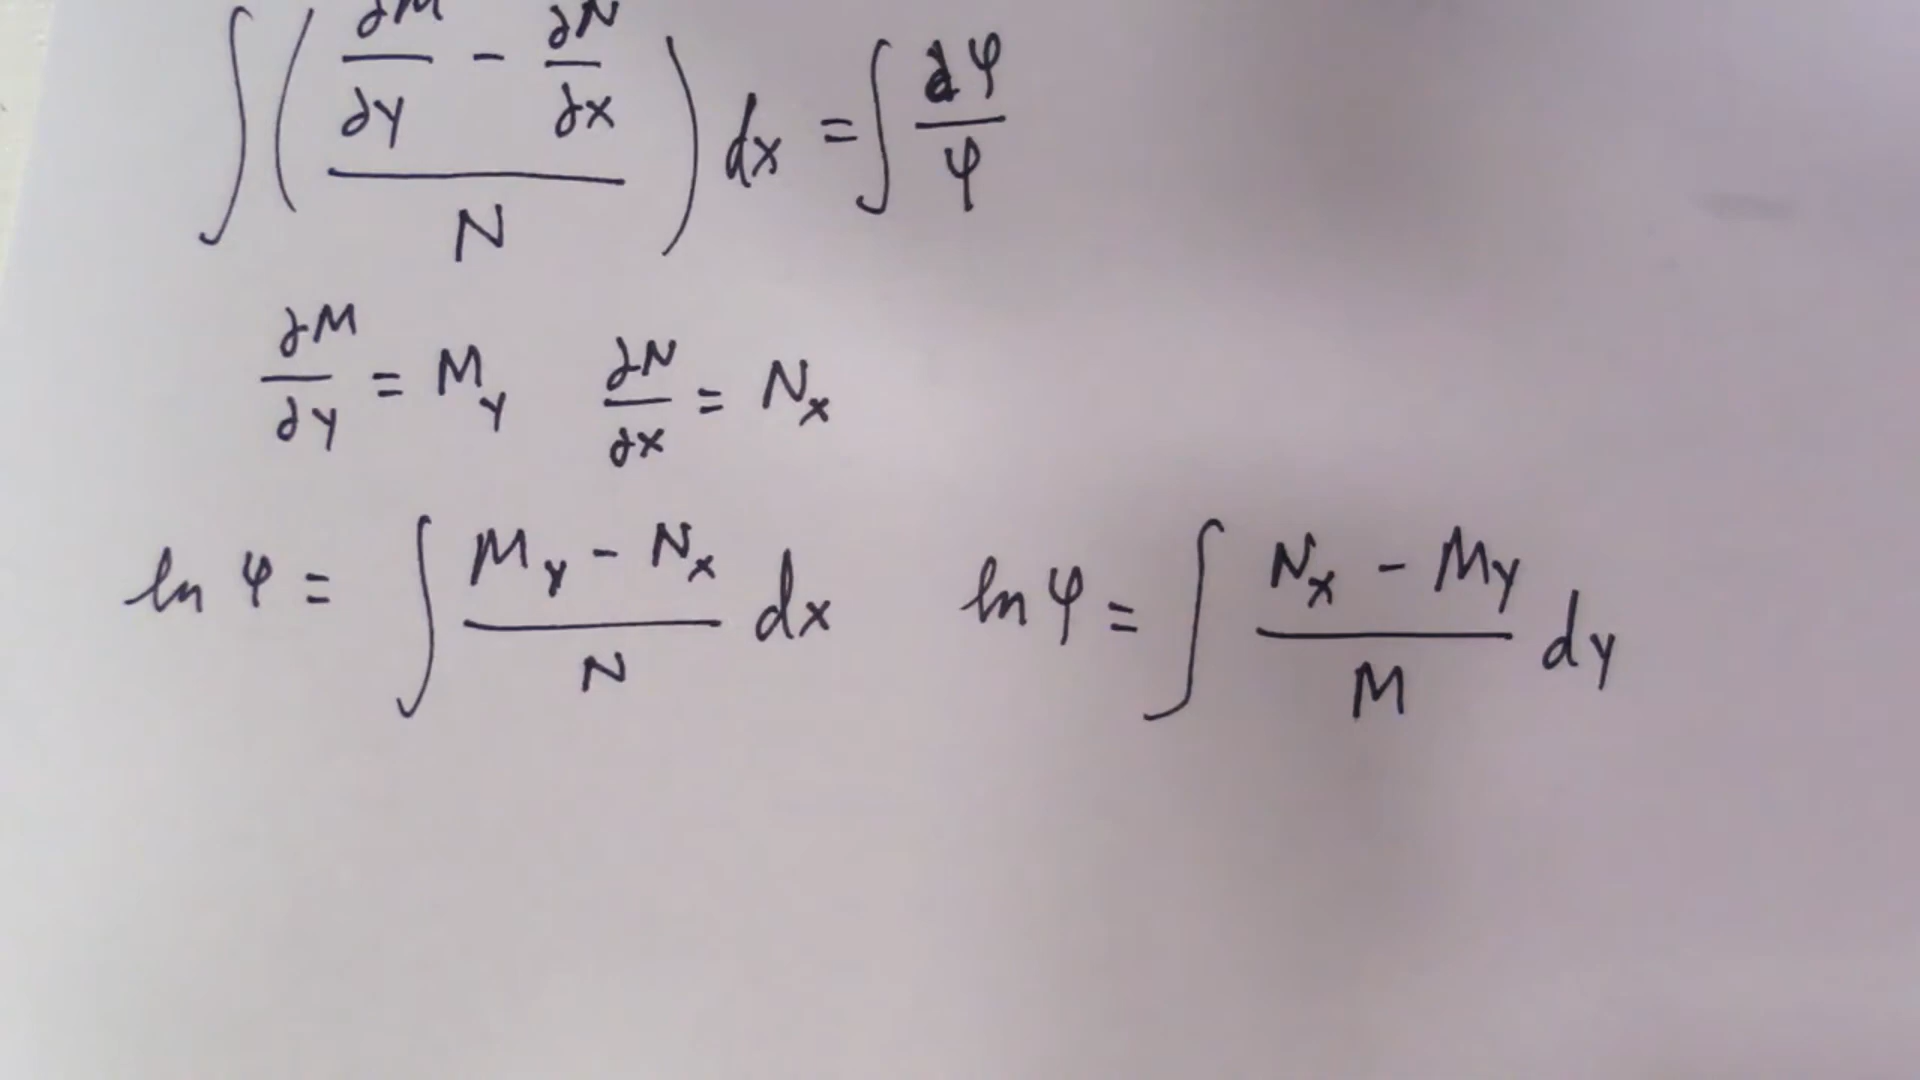 ∫ ( (∂M/∂y - ∂N/∂x) / N ) dx = ∫ dφ/φ
∂M/∂y = M_y   ∂N/∂x = N_x
ln φ = ∫ (M_y - N_x)/N dx   ln φ = ∫ (N_x - M_y)/M dy